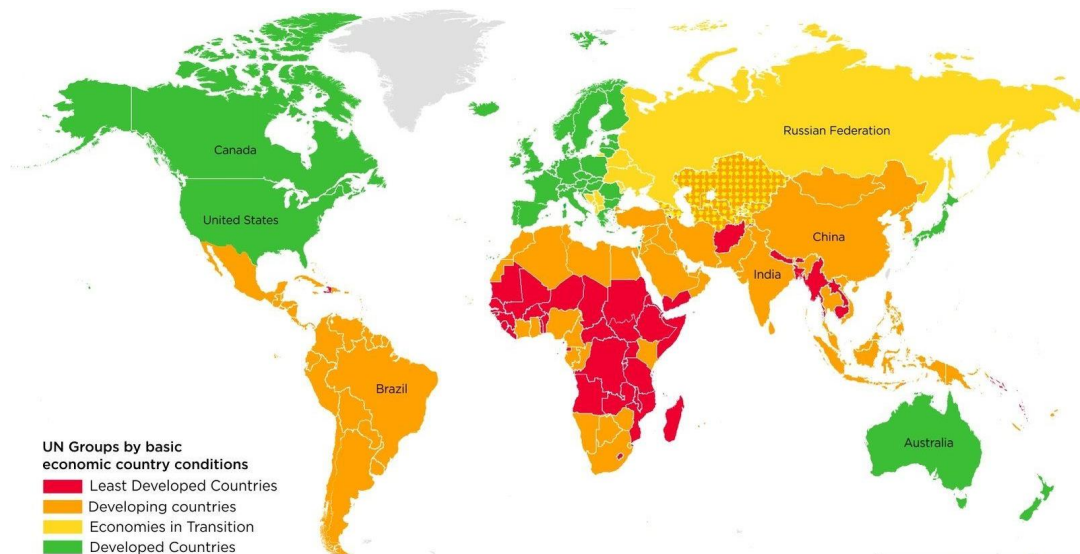 Canada
United States
Brazil
Russian Federation
China
India
Australia
UN Groups by basic
economic country conditions
Least Developed Countries
Developing countries
Economies in Transition
Developed Countries